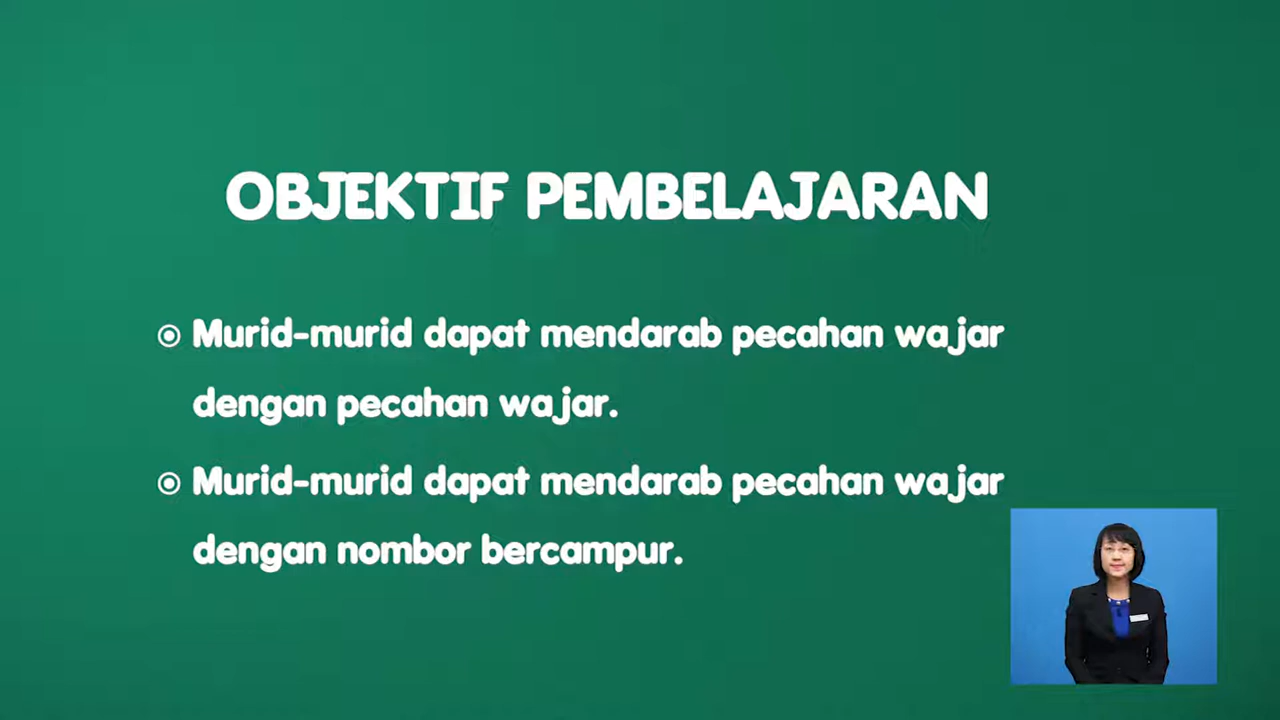 OBJEKTIF PEMBELAJARAN
Murid-murid dapat mendarab pecahan wajar
dengan pecahan wajar.
Murid-murid dapat mendarab pecahan wajar
dengan nombor bercampur.